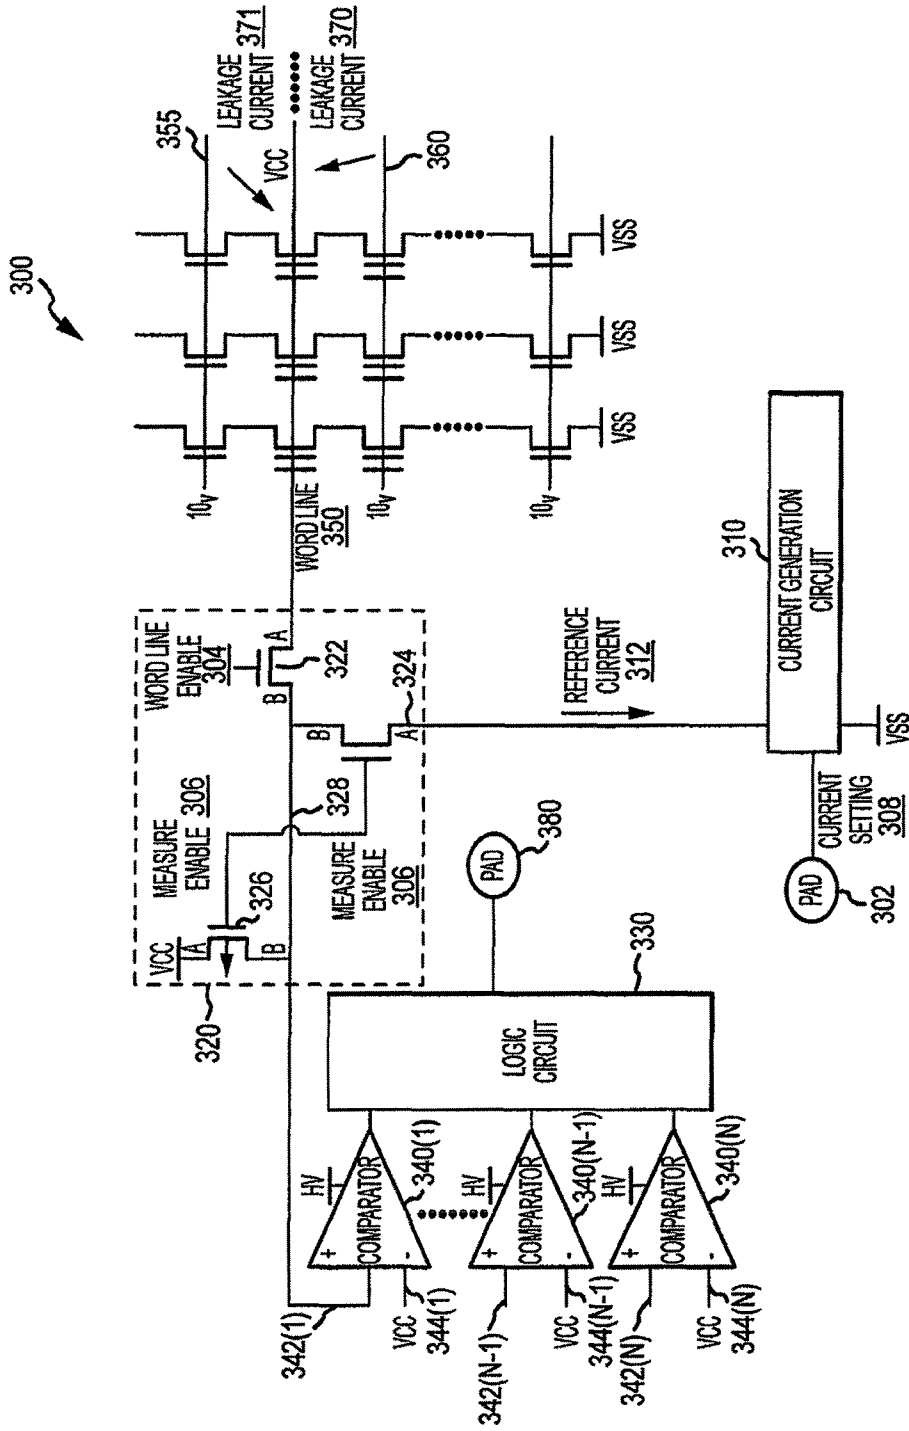 300
355
LEAKAGE
CURRENT 371
VCC
LEAKAGE
CURRENT 370
360
10V
10V
10V
VSS
VSS
VSS
WORD LINE
350
WORD LINE
ENABLE
304
A
B
322
MEASURE
ENABLE 306
326
VCC
A
B
328
B
A
324
MEASURE
ENABLE
306
320
REFERENCE
CURRENT
312
310
CURRENT GENERATION
CIRCUIT
VSS
CURRENT
SETTING
308
PAD
302
PAD
380
330
LOGIC
CIRCUIT
HV
+
COMPARATOR
-
340(1)
342(1)
VCC
344(1)
HV
+
COMPARATOR
-
340(N-1)
342(N-1)
VCC
344(N-1)
HV
+
COMPARATOR
-
340(N)
342(N)
VCC
344(N)